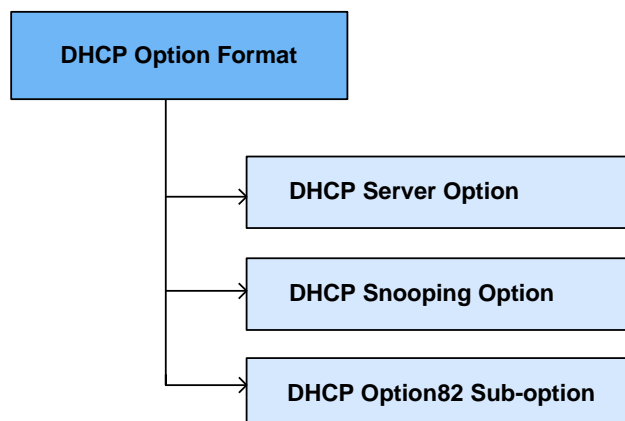 DHCP Option Format
DHCP Server Option
DHCP Snooping Option
DHCP Option82 Sub-option